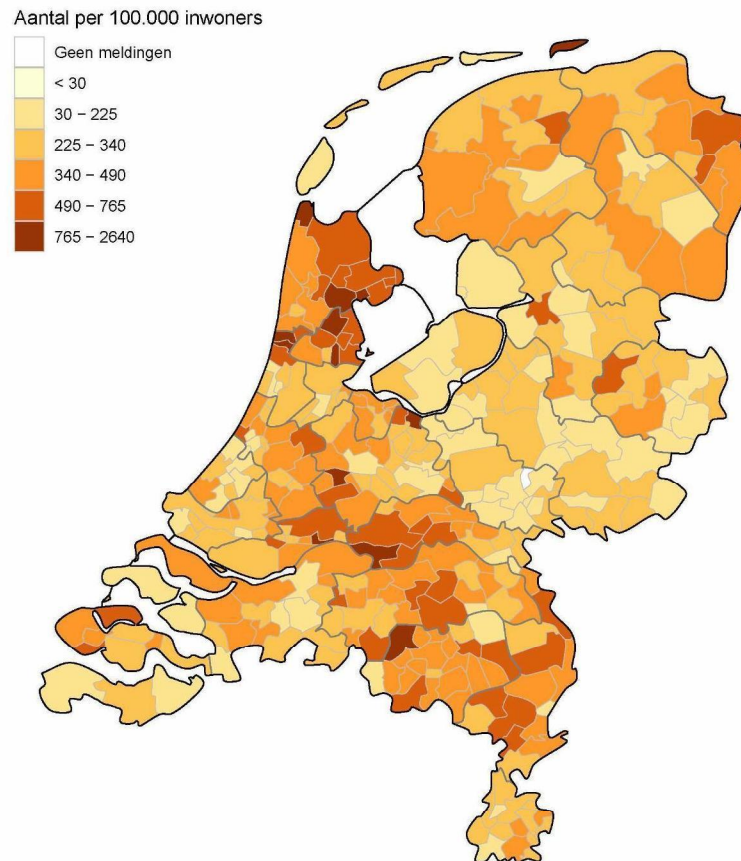 Aantal per 100.000 inwoners
Geen meldingen
< 30
30 − 225
225 − 340
340 − 490
490 − 765
765 − 2640